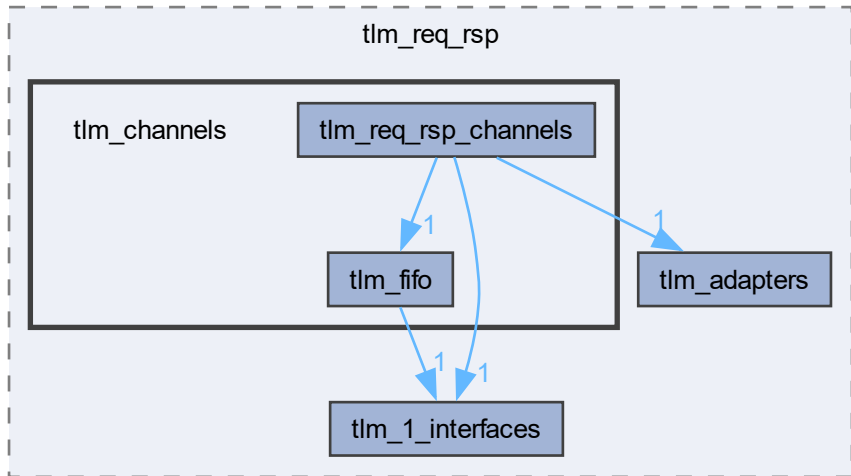 tlm_req_rsp
tlm_channels
tlm_req_rsp_channels
1
1
tlm_fifo
tlm_adapters
1
1
tlm_1_interfaces